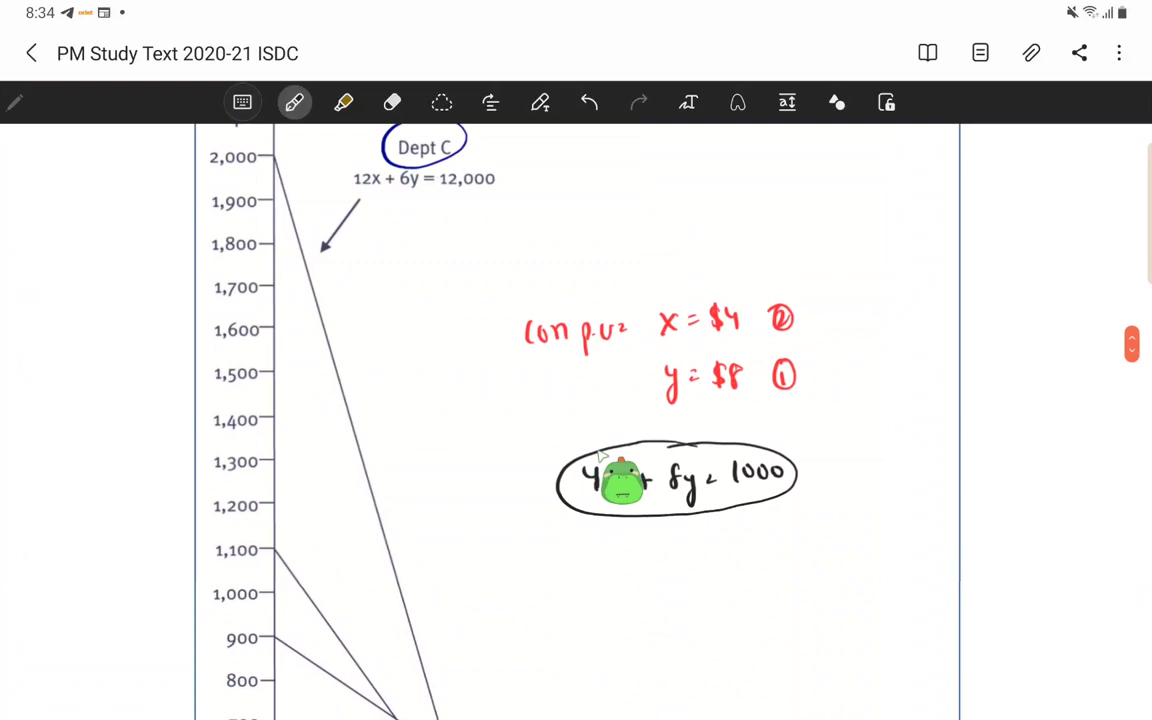 8:34
PM Study Text 2020-21 ISDC
Dept C
12x + 6y = 12,000
2,000
1,900
1,800
1,700
1,600
1,500
1,400
1,300
1,200
1,100
1,000
900
800
Con p.u = x = $4 ②
y = $8 ①
4 + 8y = 1000